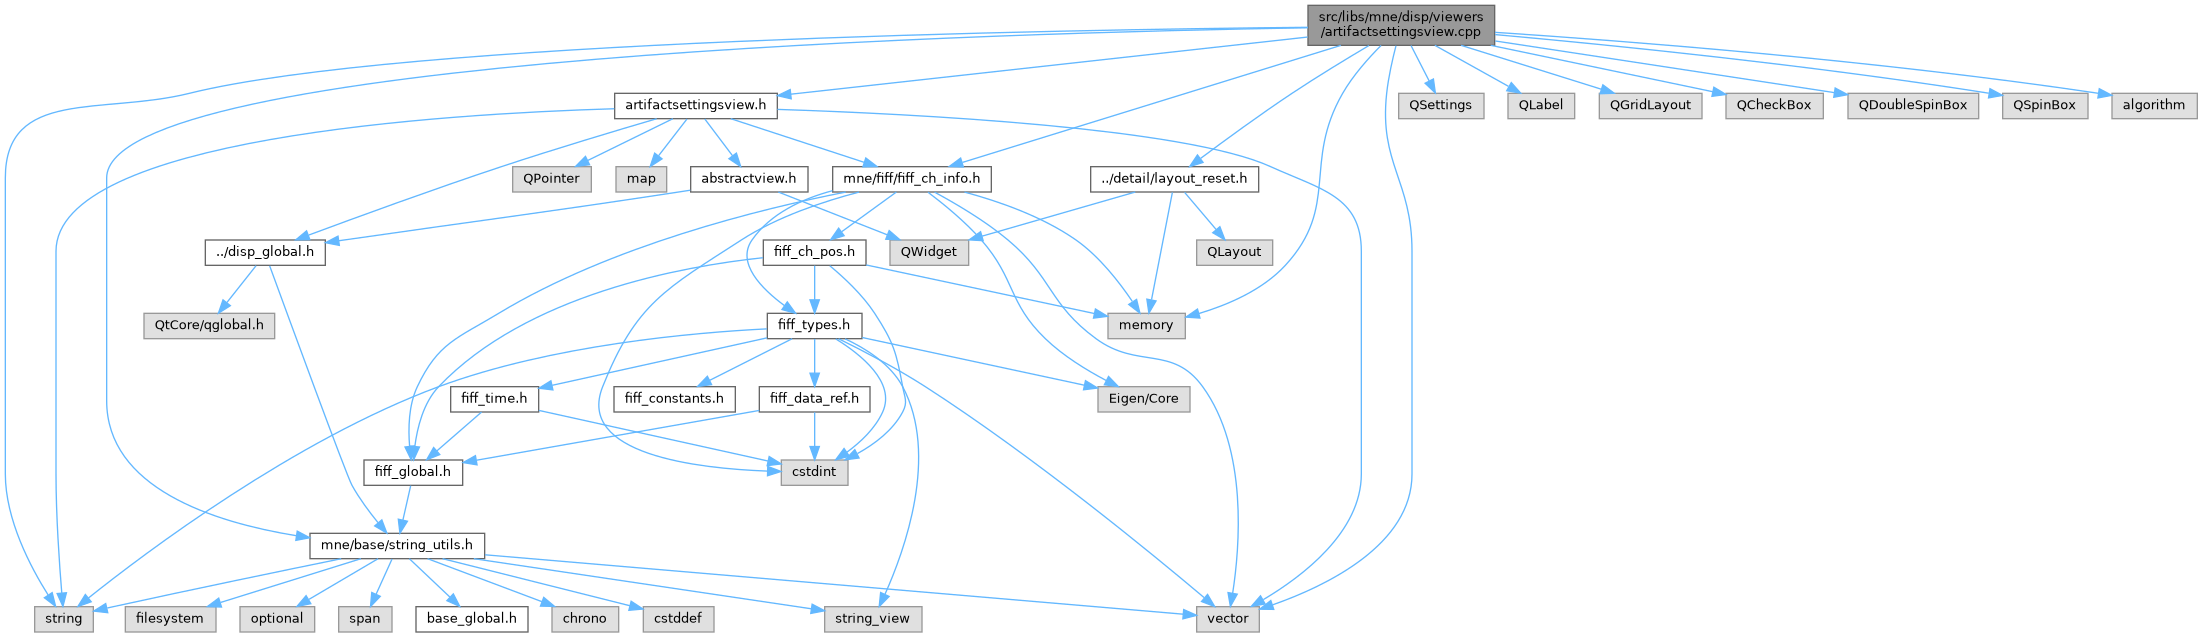 src/libs/mne/disp/viewers
/artifactsettingsview.cpp
artifactsettingsview.h
QSettings
QLabel
QGridLayout
QCheckBox
QDoubleSpinBox
QSpinBox
algorithm
QPointer
map
abstractview.h
mne/fiff/fiff_ch_info.h
../detail/layout_reset.h
../disp_global.h
fiff_ch_pos.h
QWidget
QLayout
QtCore/qglobal.h
fiff_types.h
memory
fiff_time.h
fiff_constants.h
fiff_data_ref.h
Eigen/Core
fiff_global.h
cstdint
mne/base/string_utils.h
string
filesystem
optional
span
base_global.h
chrono
cstddef
string_view
vector